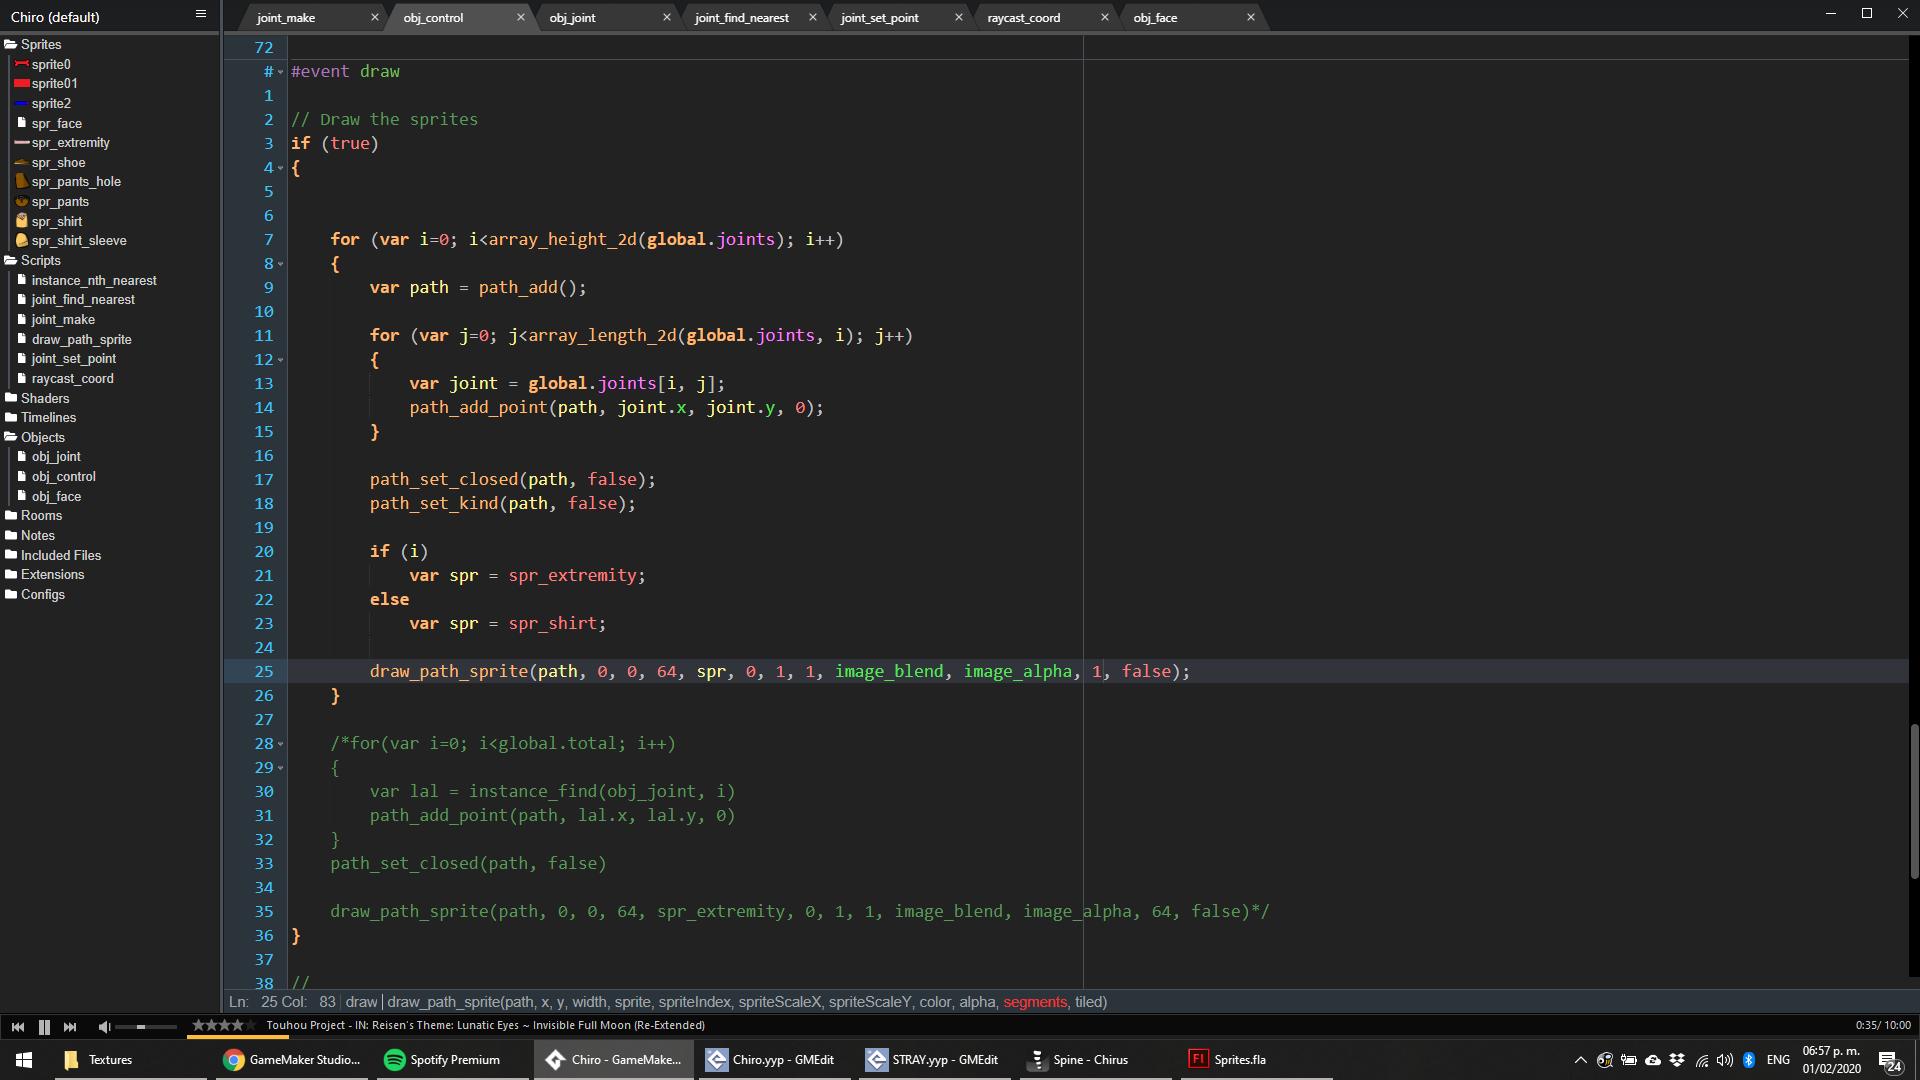 Chiro (default)
joint_make
obj_control
obj_joint
joint_find_nearest
joint_set_point
raycast_coord
obj_face
Sprites
sprite0
sprite01
sprite2
spr_face
spr_extremity
spr_shoe
spr_pants_hole
spr_pants
spr_shirt
spr_shirt_sleeve
Scripts
instance_nth_nearest
joint_find_nearest
joint_make
draw_path_sprite
joint_set_point
raycast_coord
Shaders
Timelines
Objects
obj_joint
obj_control
obj_face
Rooms
Notes
Included Files
Extensions
Configs
72
# #event draw
1
2 // Draw the sprites
3 if (true)
4 {
5
6
7 for (var i=0; i<array_height_2d(global.joints); i++)
8 {
9 var path = path_add();
10
11 for (var j=0; j<array_length_2d(global.joints, i); j++)
12 {
13 var joint = global.joints[i, j];
14 path_add_point(path, joint.x, joint.y, 0);
15 }
16
17 path_set_closed(path, false);
18 path_set_kind(path, false);
19
20 if (i)
21 var spr = spr_extremity;
22 else
23 var spr = spr_shirt;
24
25 draw_path_sprite(path, 0, 0, 64, spr, 0, 1, 1, image_blend, image_alpha, 1, false);
26 }
27
28 /*for(var i=0; i<global.total; i++)
29 {
30 var lal = instance_find(obj_joint, i)
31 path_add_point(path, lal.x, lal.y, 0)
32 }
33 path_set_closed(path, false)
34
35 draw_path_sprite(path, 0, 0, 64, spr_extremity, 0, 1, 1, image_blend, image_alpha, 64, false)*/
36 }
37
38 //
Ln: 25 Col: 83 draw draw_path_sprite(path, x, y, width, sprite, spriteIndex, spriteScaleX, spriteScaleY, color, alpha, segments, tiled)
Touhou Project - IN: Reisen's Theme: Lunatic Eyes ~ Invisible Full Moon (Re-Extended)
0:35/ 10:00
Textures
GameMaker Studio...
Spotify Premium
Chiro - GameMake...
Chiro.yyp - GMEdit
STRAY.yyp - GMEdit
Spine - Chirus
Fl
Sprites.fla
ENG
06:57 p. m.
01/02/2020
24